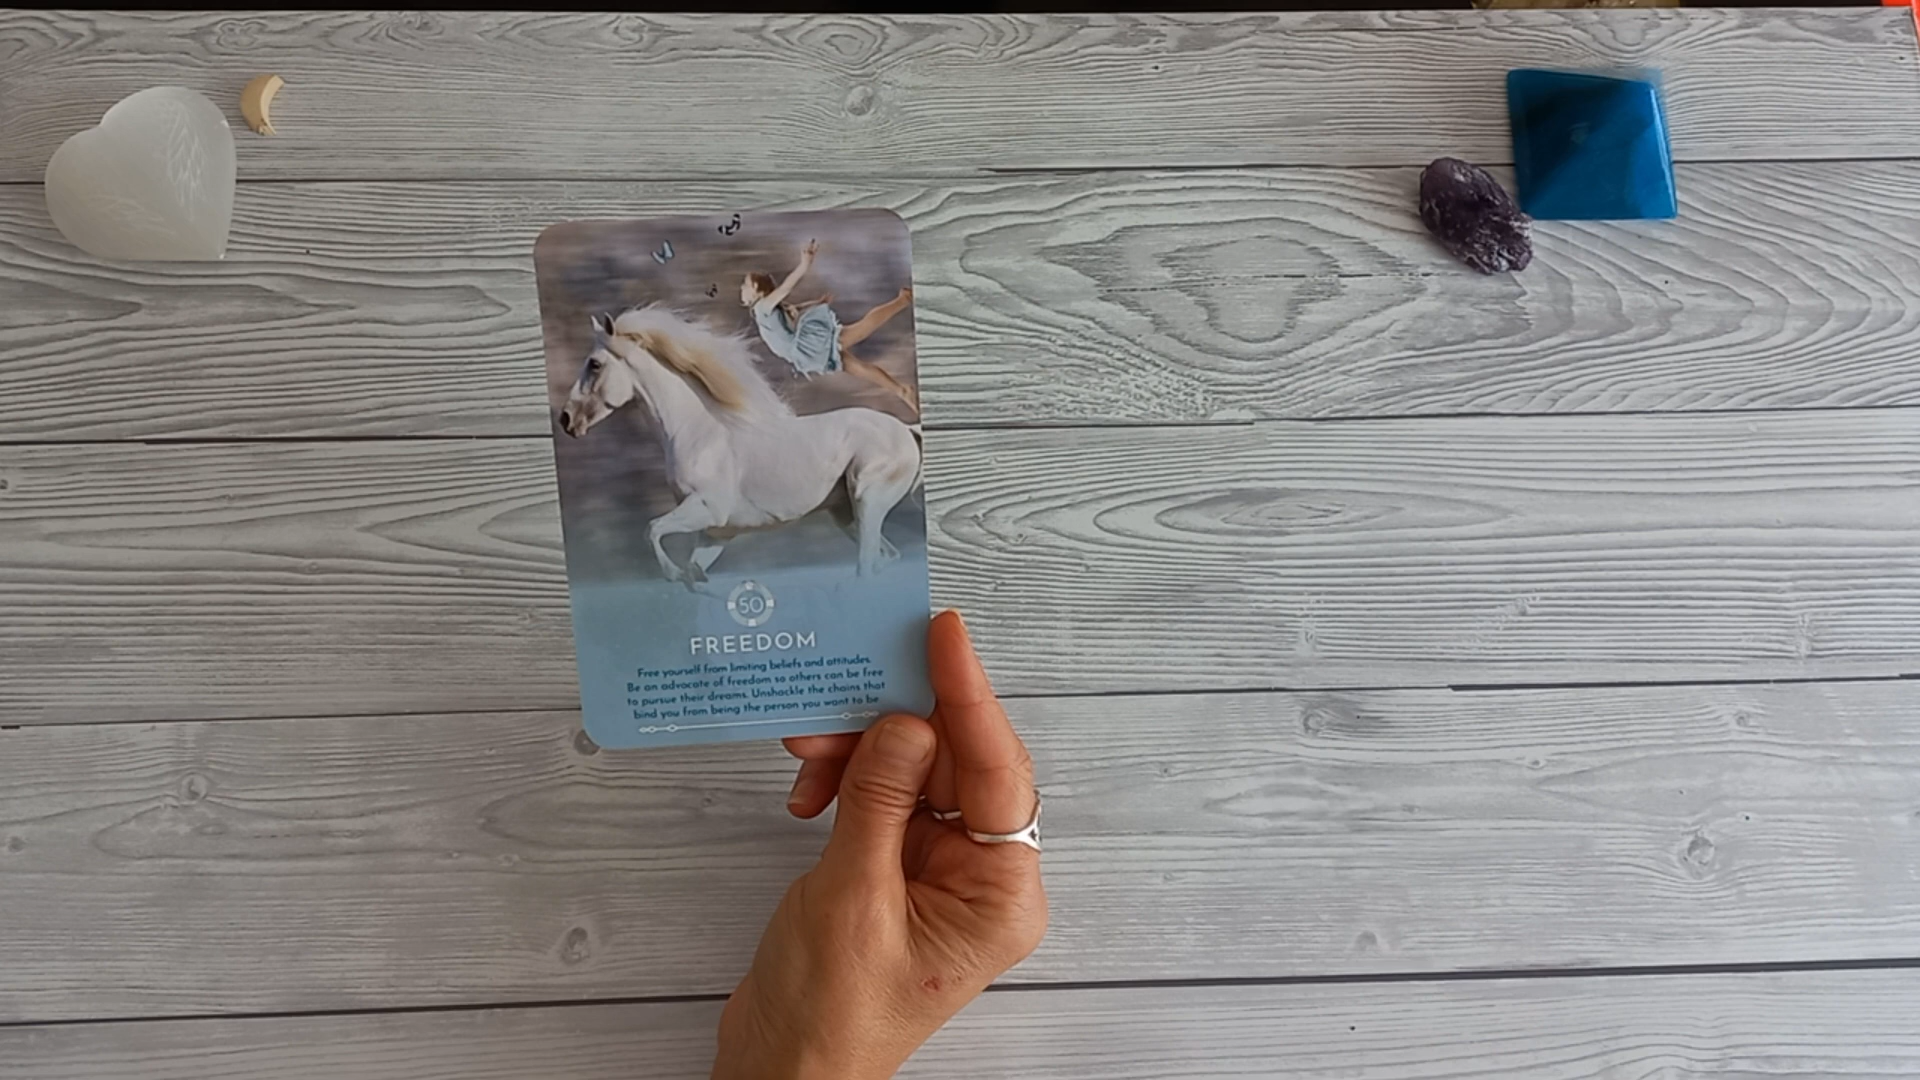 50
FREEDOM
Free yourself from limiting beliefs and attitudes.
Be an advocate of freedom so others can be free
to pursue their dreams. Unshackle the chains that
bind you from being the person you want to be